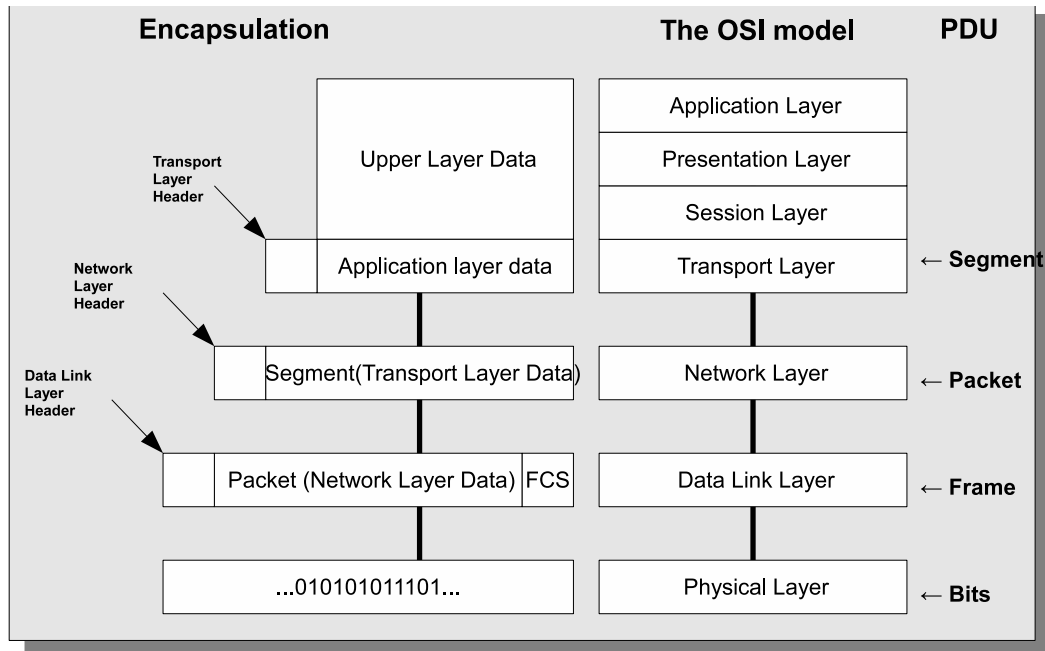 Encapsulation
The OSI model
PDU
Upper Layer Data
Application Layer
Presentation Layer
Session Layer
Transport
Layer
Header
Application layer data
Transport Layer
← Segment
Network
Layer
Header
Segment(Transport Layer Data)
Network Layer
← Packet
Data Link
Layer
Header
Packet (Network Layer Data)
FCS
Data Link Layer
← Frame
...010101011101...
Physical Layer
← Bits